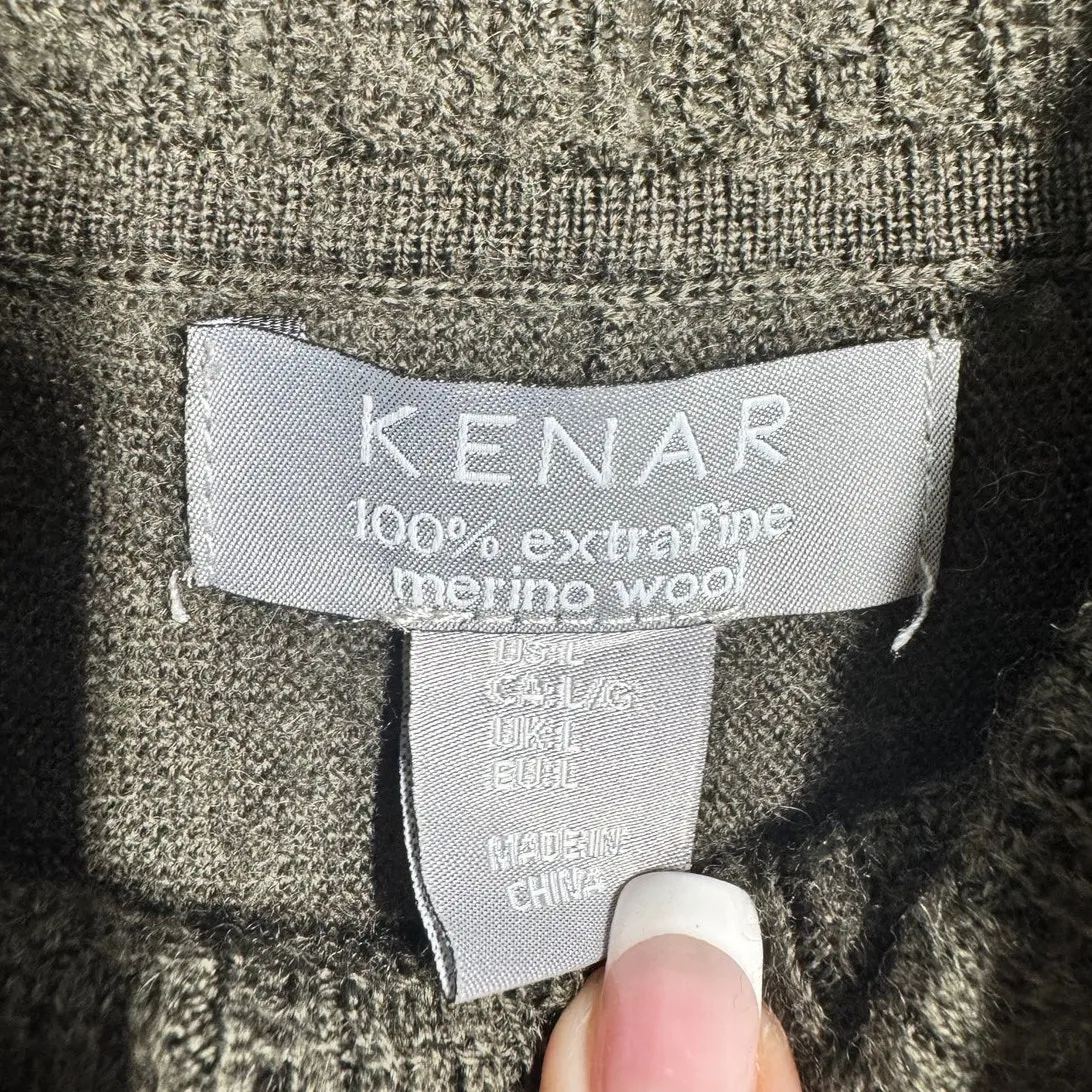 KENAR
100% extrafine
merino wool
US:L
CA:L/G
UK:L
EU:L
MADE IN
CHINA